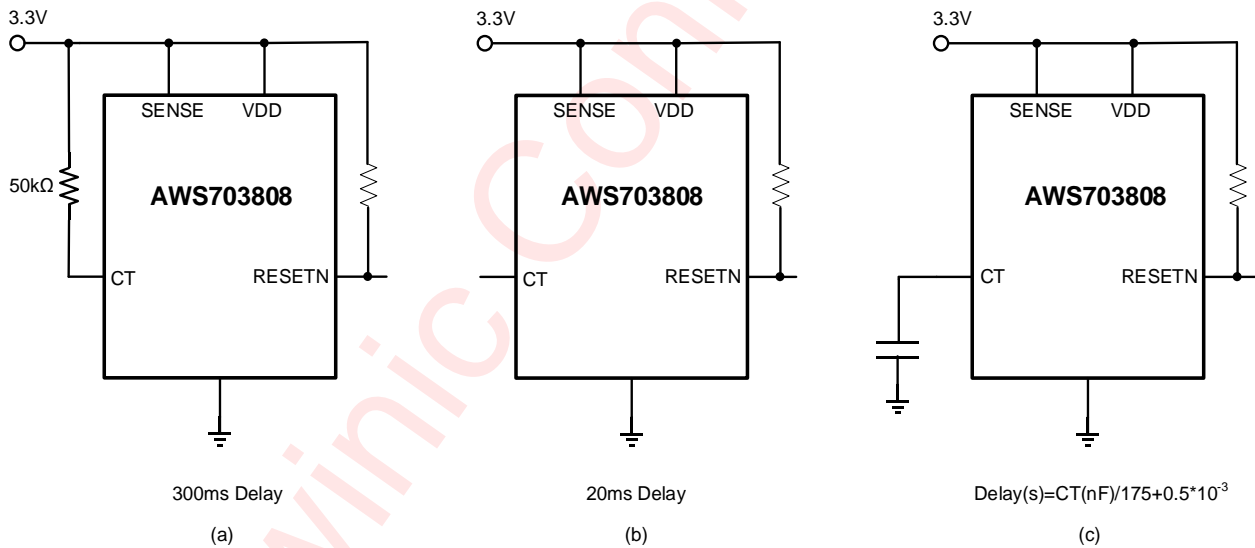 3.3V
SENSE VDD
50kΩ
AWS703808
CT
RESETN
300ms Delay
(a)
3.3V
SENSE VDD
AWS703808
CT
RESETN
20ms Delay
(b)
3.3V
SENSE VDD
AWS703808
CT
RESETN
Delay(s)=CT(nF)/175+0.5*10⁻³
(c)